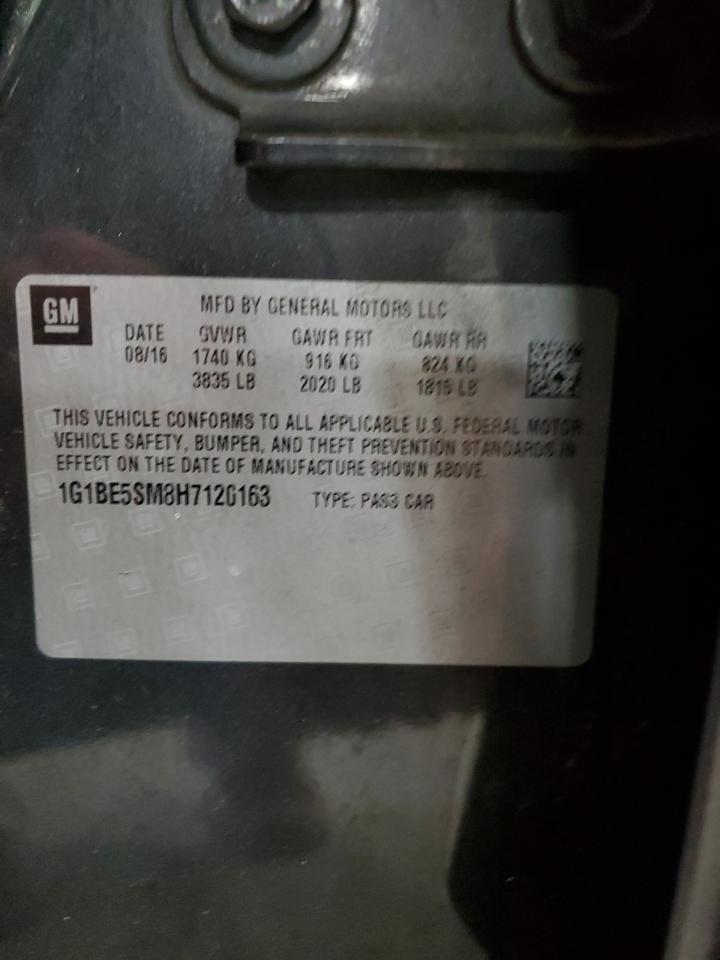 GM
MFD BY GENERAL MOTORS LLC
DATE GVWR GAWR FRT GAWR RR
08/16 1740 KG 916 KG 824 KG
3835 LB 2020 LB 1815 LB
THIS VEHICLE CONFORMS TO ALL APPLICABLE U.S. FEDERAL MOTOR
VEHICLE SAFETY, BUMPER, AND THEFT PREVENTION STANDARDS IN
EFFECT ON THE DATE OF MANUFACTURE SHOWN ABOVE.
1G1BE5SM8H7120163 TYPE: PASS CAR